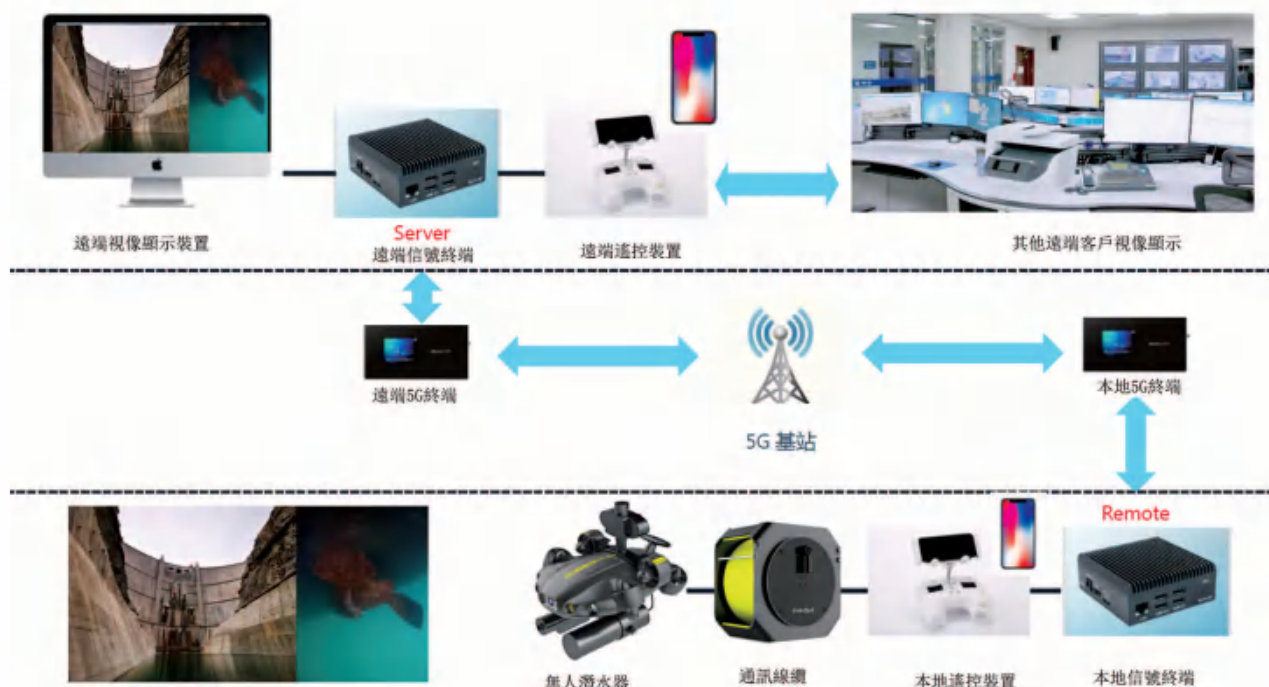 Server
遠端視像顯示裝置
遠端信號終端
遠端遙控裝置
其他遠端客戶視像顯示
遠端5G終端
5G 基站
本地5G終端
Remote
無人潛水器
通訊線纜
本地遙控裝置
本地信號終端